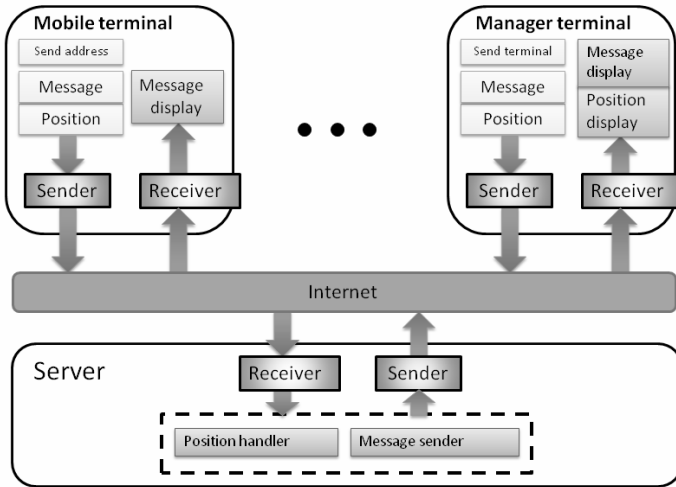 Mobile terminal
Send address
Message
Position
Message
display
Sender
Receiver
Manager terminal
Send terminal
Message
Position
Message
display
Position
display
Sender
Receiver
Internet
Server
Receiver
Sender
Position handler
Message sender